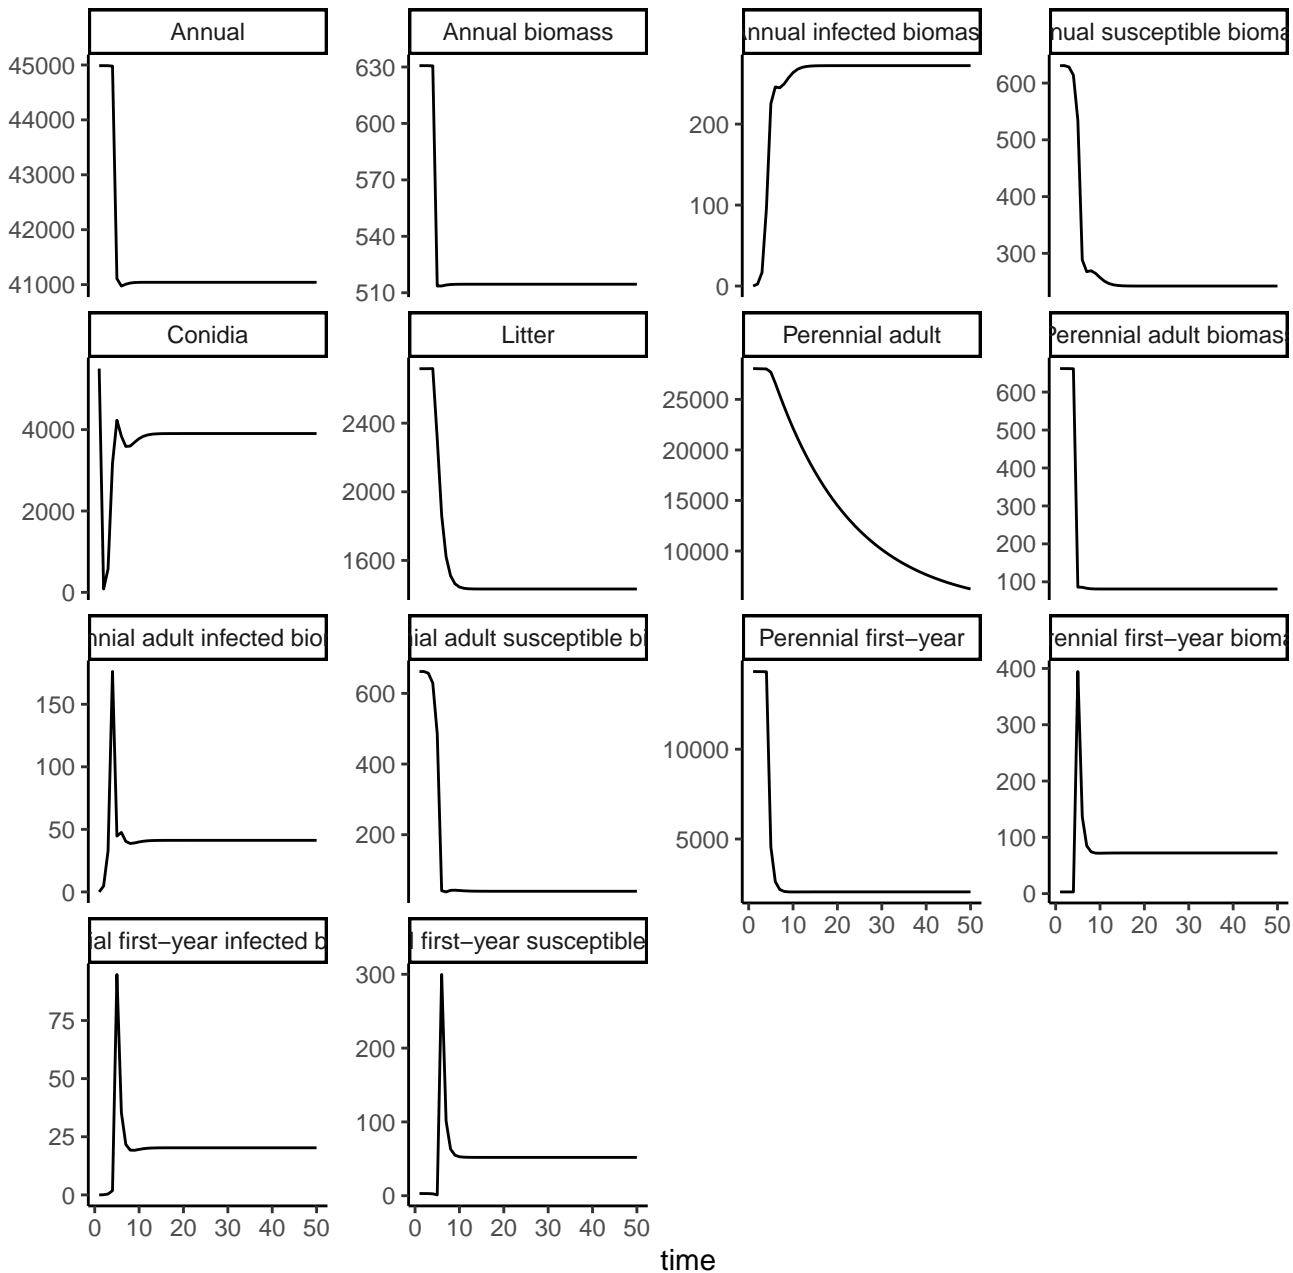 Annual
Annual biomass
nnual infected biomas
nual susceptible bioma
45000
44000
43000
42000
41000
630
600
570
540
510
200
100
0
600
500
400
300
Conidia
Litter
Perennial adult
Perennial adult biomas
4000
2000
0
2400
2000
1600
25000
20000
15000
10000
600
500
400
300
200
100
nnial adult infected bio
ial adult susceptible b
Perennial first−year
rennial first−year bioma
150
100
50
0
600
400
200
10000
5000
400
300
200
100
0
0 10 20 30 40 50
0 10 20 30 40 50
ial first−year infected b
first−year susceptible
75
50
25
0
300
200
100
0
0 10 20 30 40 50
0 10 20 30 40 50
time